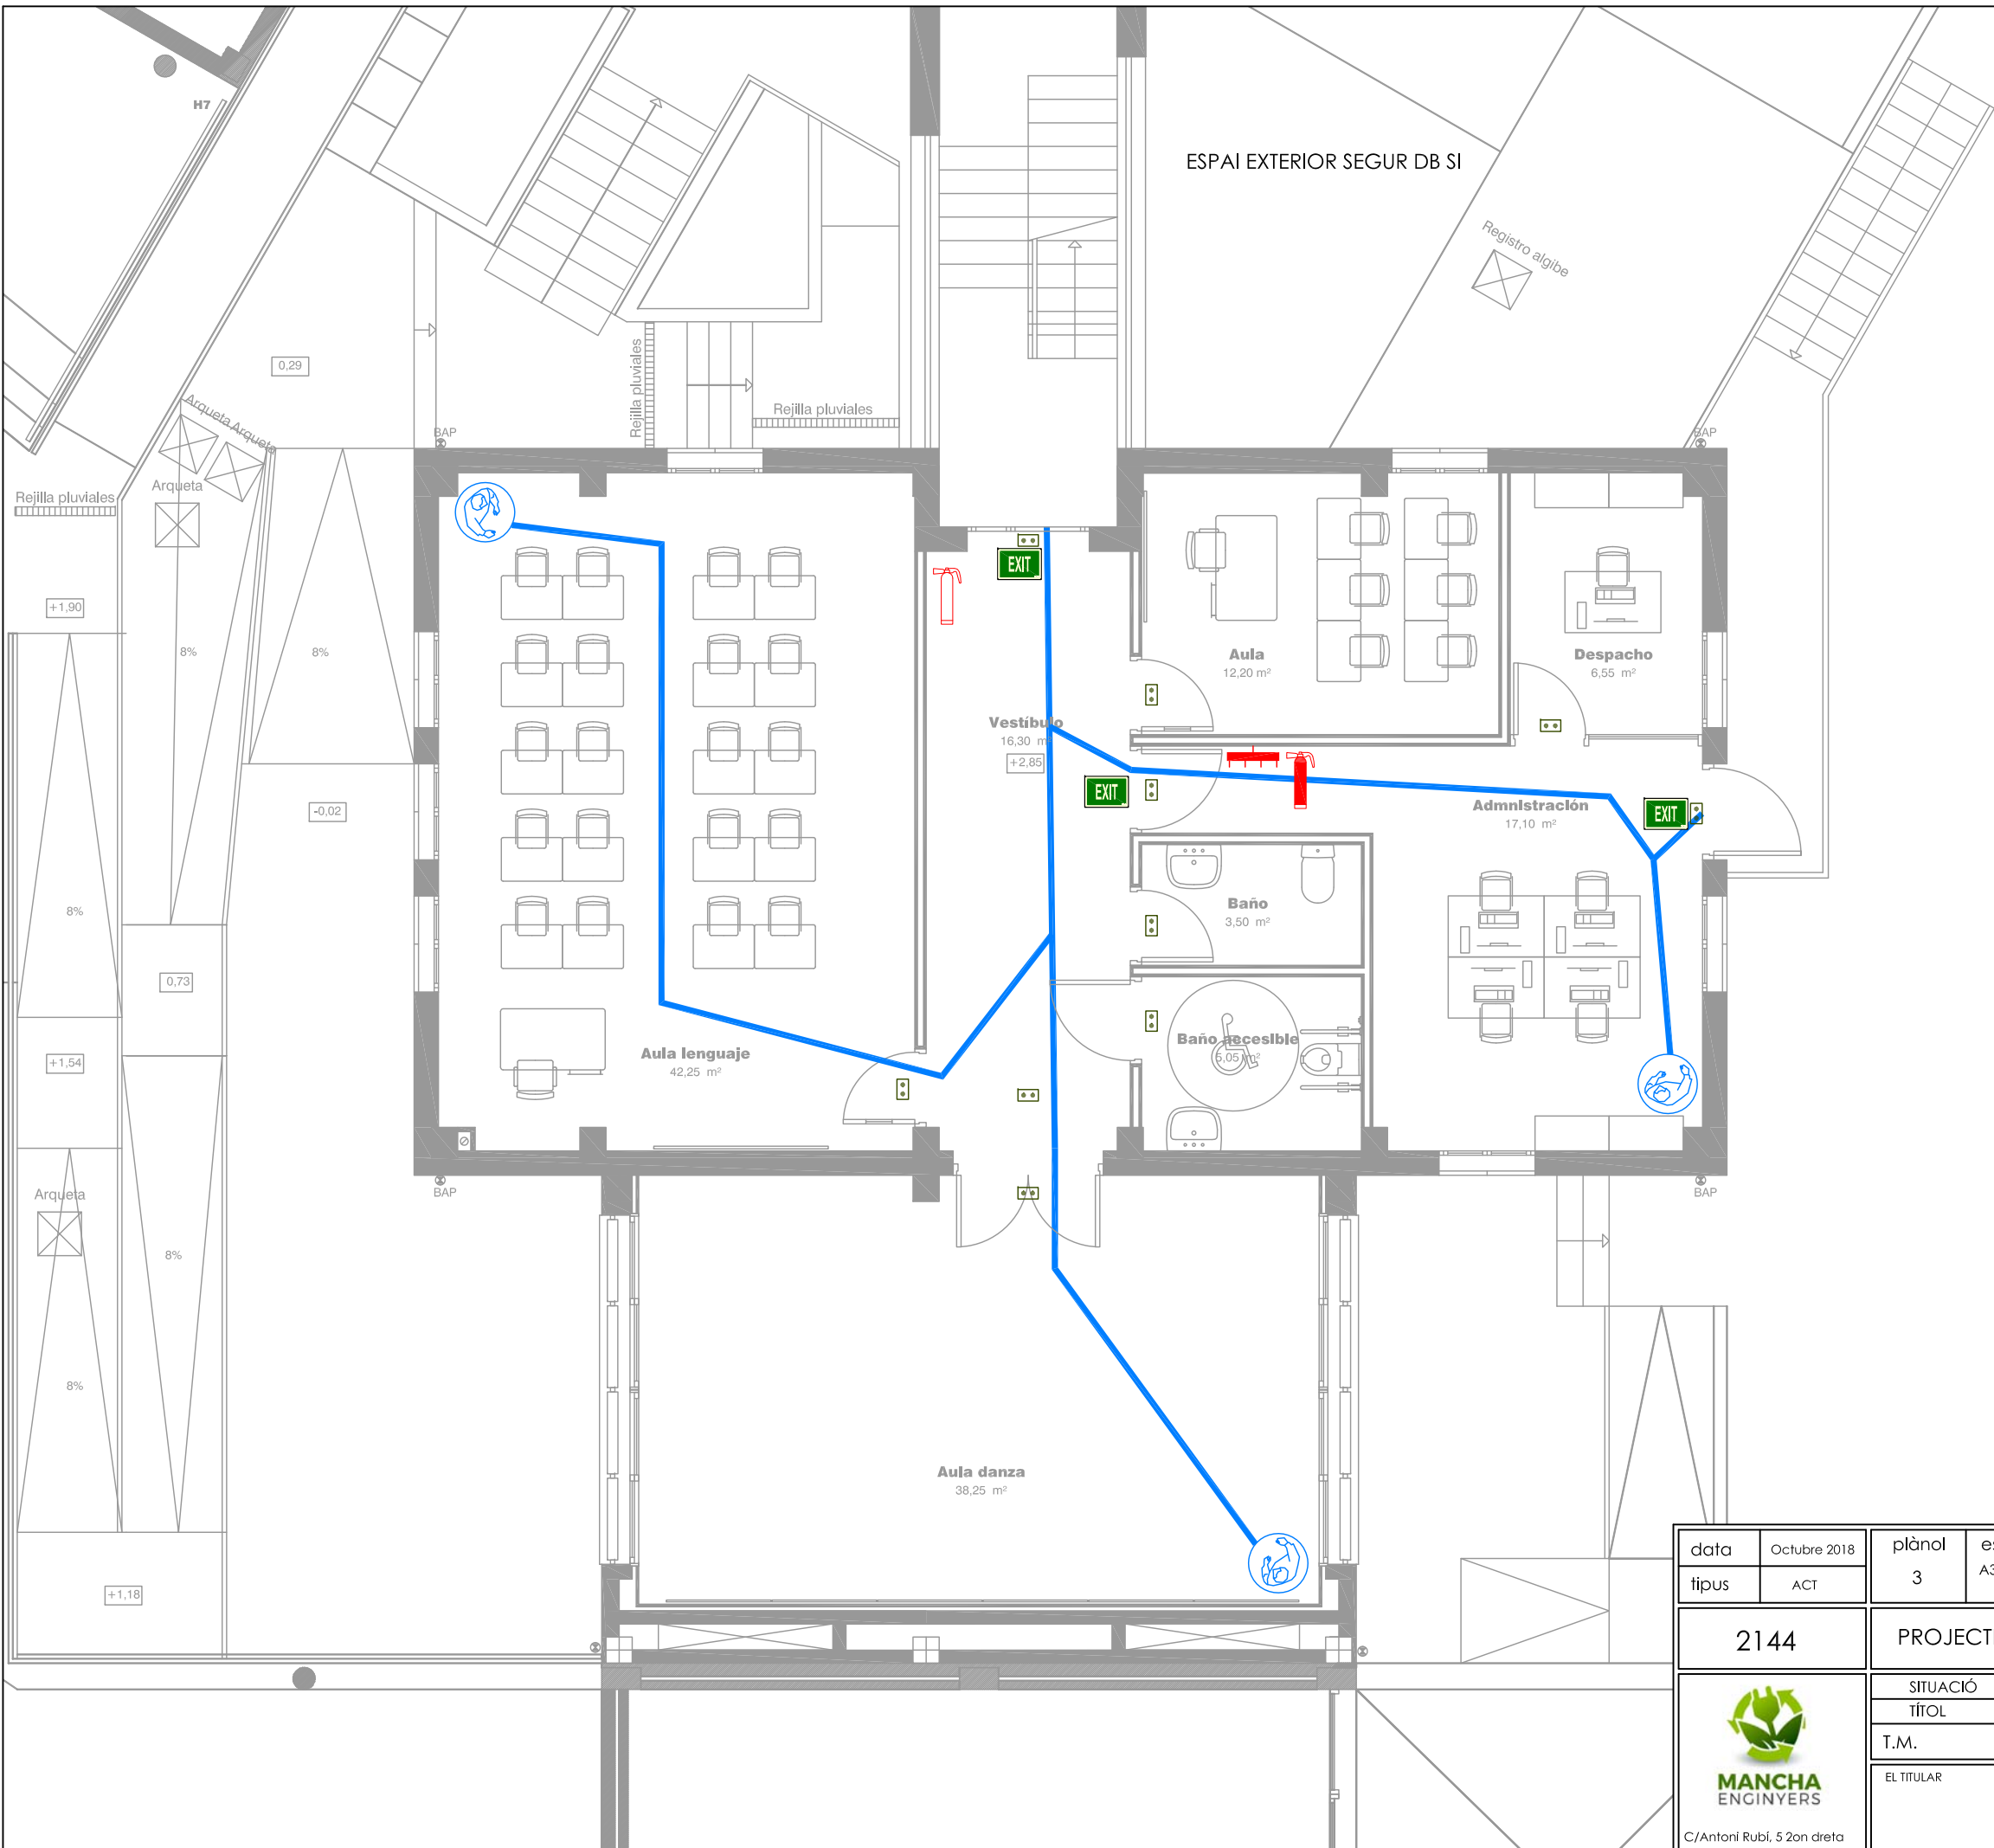 H7
ESPAI EXTERIOR SEGUR DB SI
Registro algibe
0,29
Rejilla pluviales
Rejilla pluviales
Arqueta
Arqueta
BAP
BAP
Rejilla pluviales
Arqueta
EXIT
+1,90
8%
8%
Aula
12,20 m²
Despacho
6,55 m²
Vestíbulo
16,30 m
+2,85
EXIT
-0,02
Admnistración
17,10 m²
EXIT
8%
Baño
3,50 m²
0,73
+1,54
Aula lenguaje
42,25 m²
Baño accesible
5,05 m²
Arqueta
BAP
BAP
8%
8%
Aula danza
38,25 m²
+1,18
data
Octubre 2018
plànol
3
tipus
ACT
2144
SITUACIÓ
TÍTOL
T.M.
EL TITULAR
MANCHA
ENGINYERS
C/Antoni Rubí, 5 2on dreta